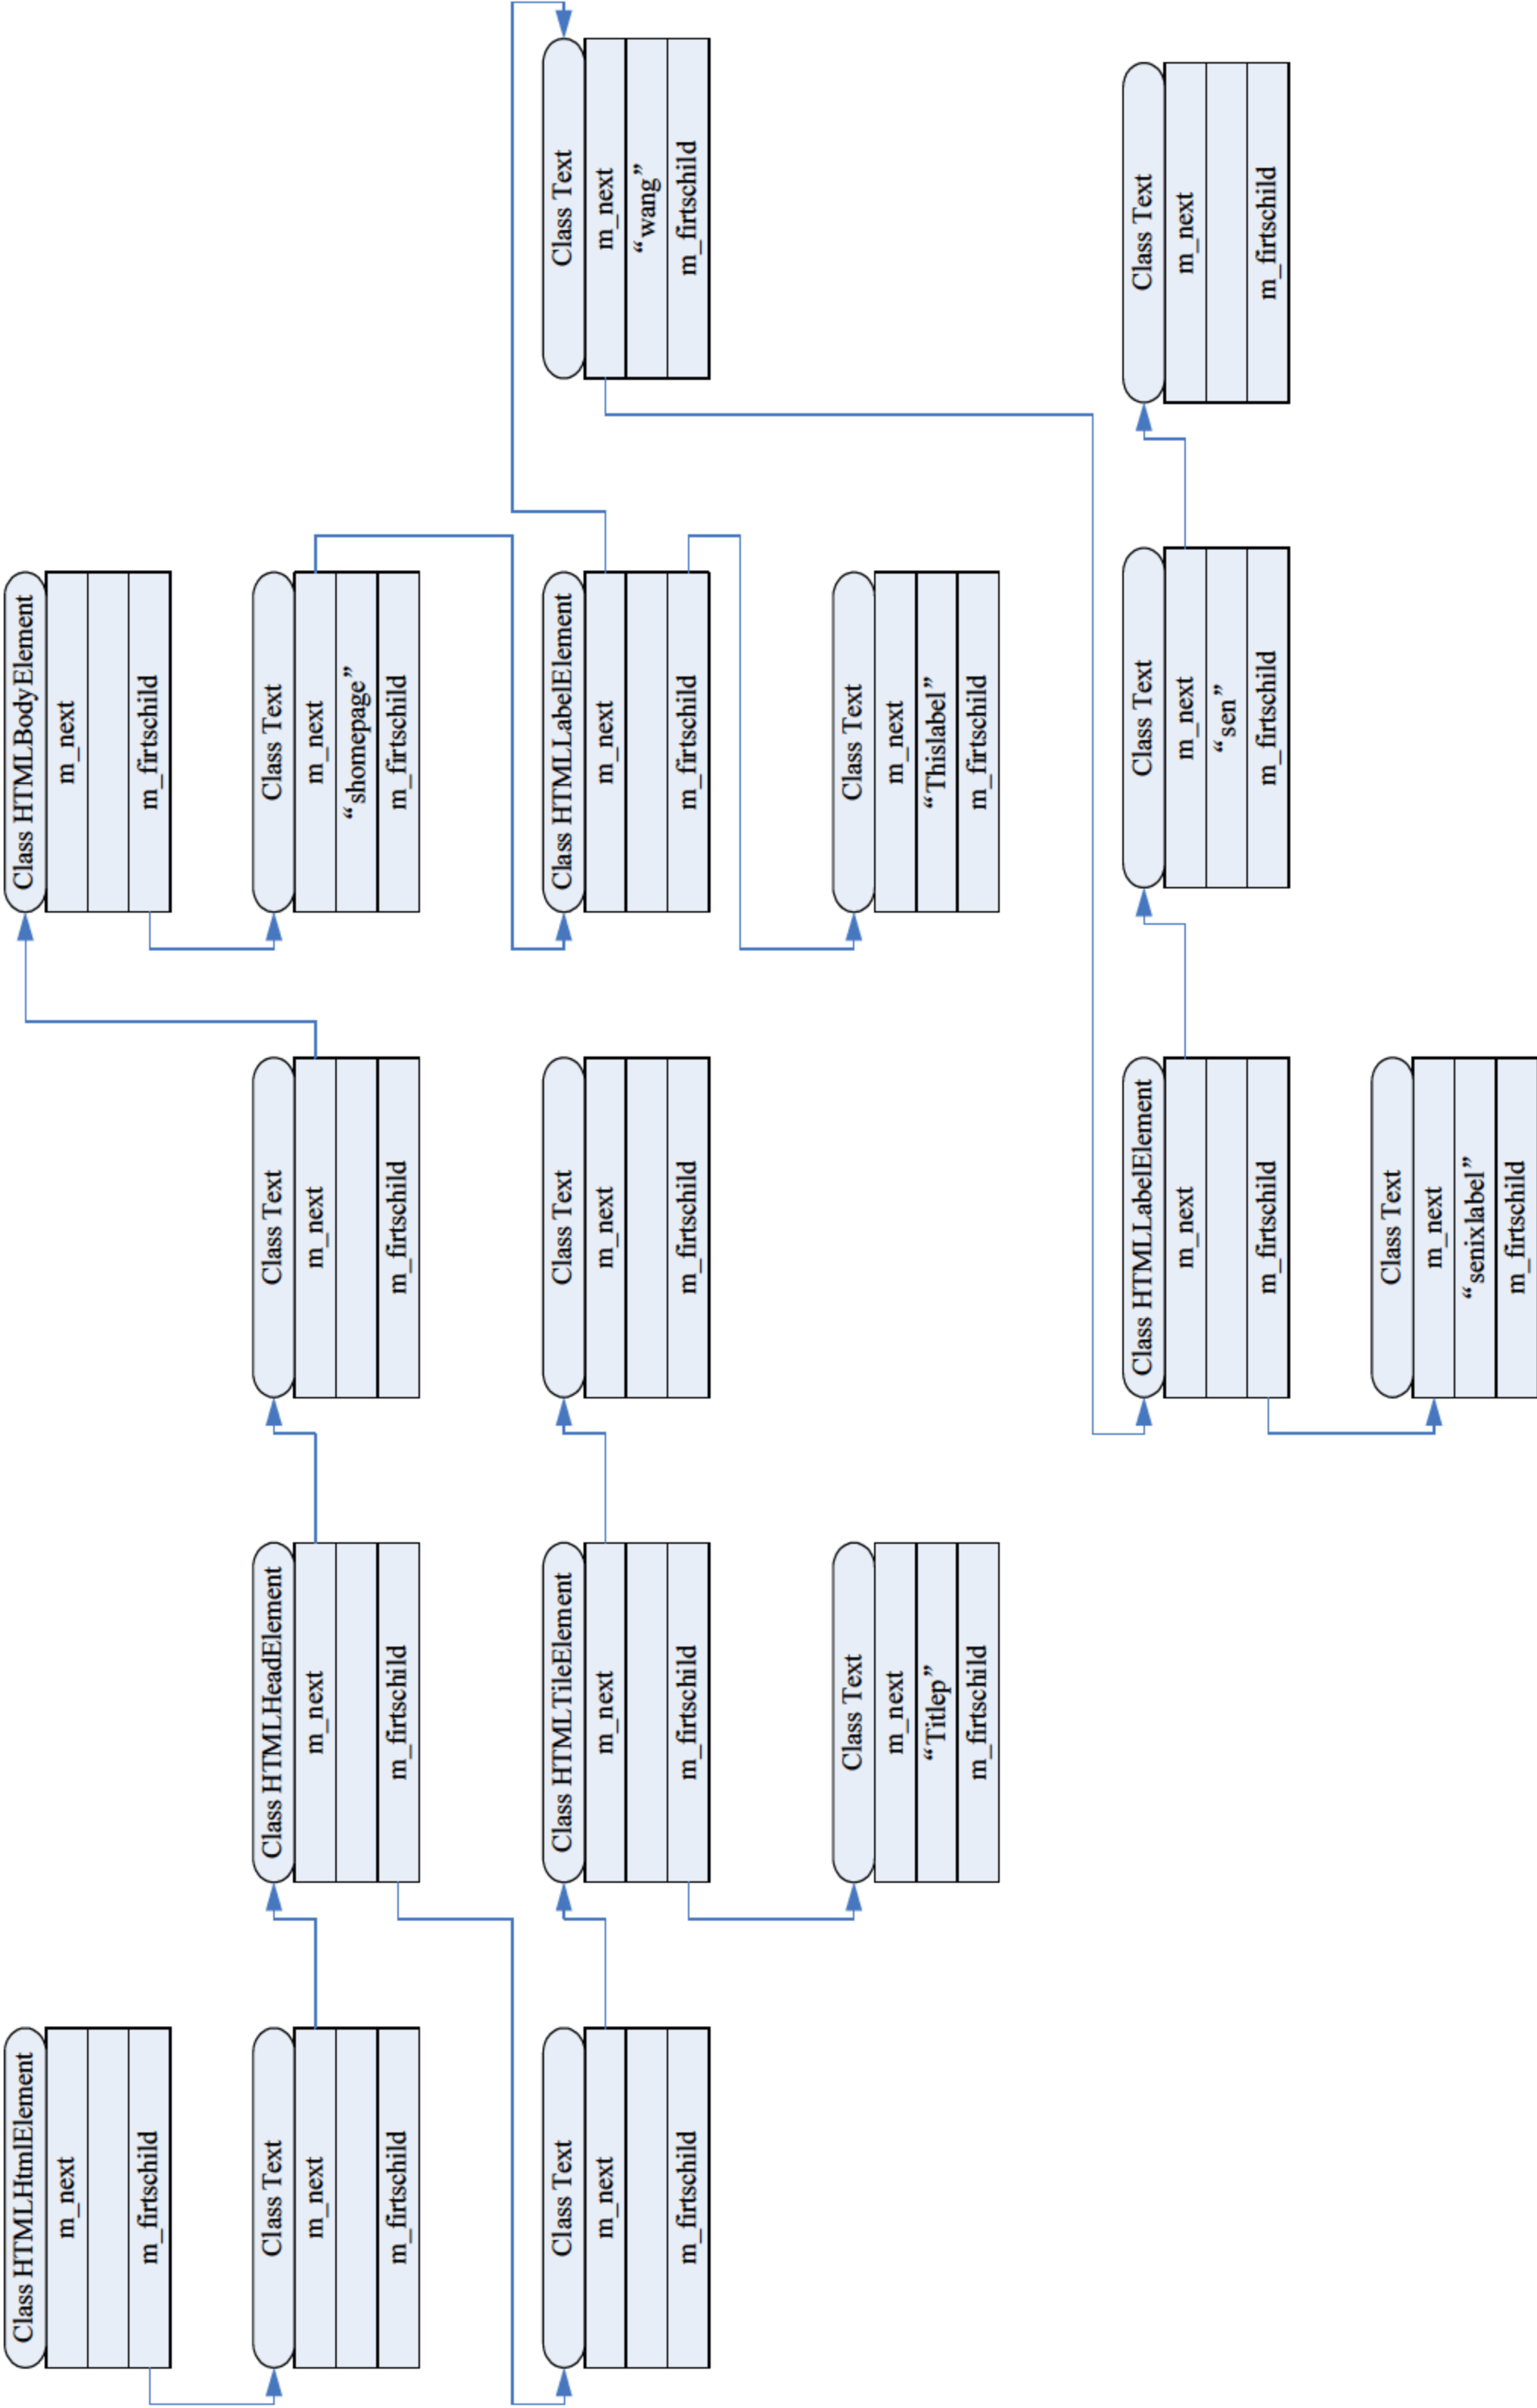 Class HTMLHtmlElement
m_next
m_firtschild
Class HTMLBodyElement
m_next
m_firtschild
Class Text
m_next
m_firtschild
Class HTMLHeadElement
m_next
m_firtschild
Class Text
m_next
m_firtschild
Class Text
m_next
“shomepage”
m_firtschild
Class Text
m_next
m_firtschild
Class HTMLTileElement
m_next
m_firtschild
Class Text
m_next
m_firtschild
Class HTMLLabelElement
m_next
m_firtschild
Class Text
m_next
“wang”
m_firtschild
Class Text
m_next
“Titlep”
m_firtschild
Class Text
m_next
“Thislabel”
m_firtschild
Class HTMLLabelElement
m_next
m_firtschild
Class Text
m_next
“sen”
m_firtschild
Class Text
m_next
m_firtschild
Class Text
m_next
“senixlabel”
m_firtschild